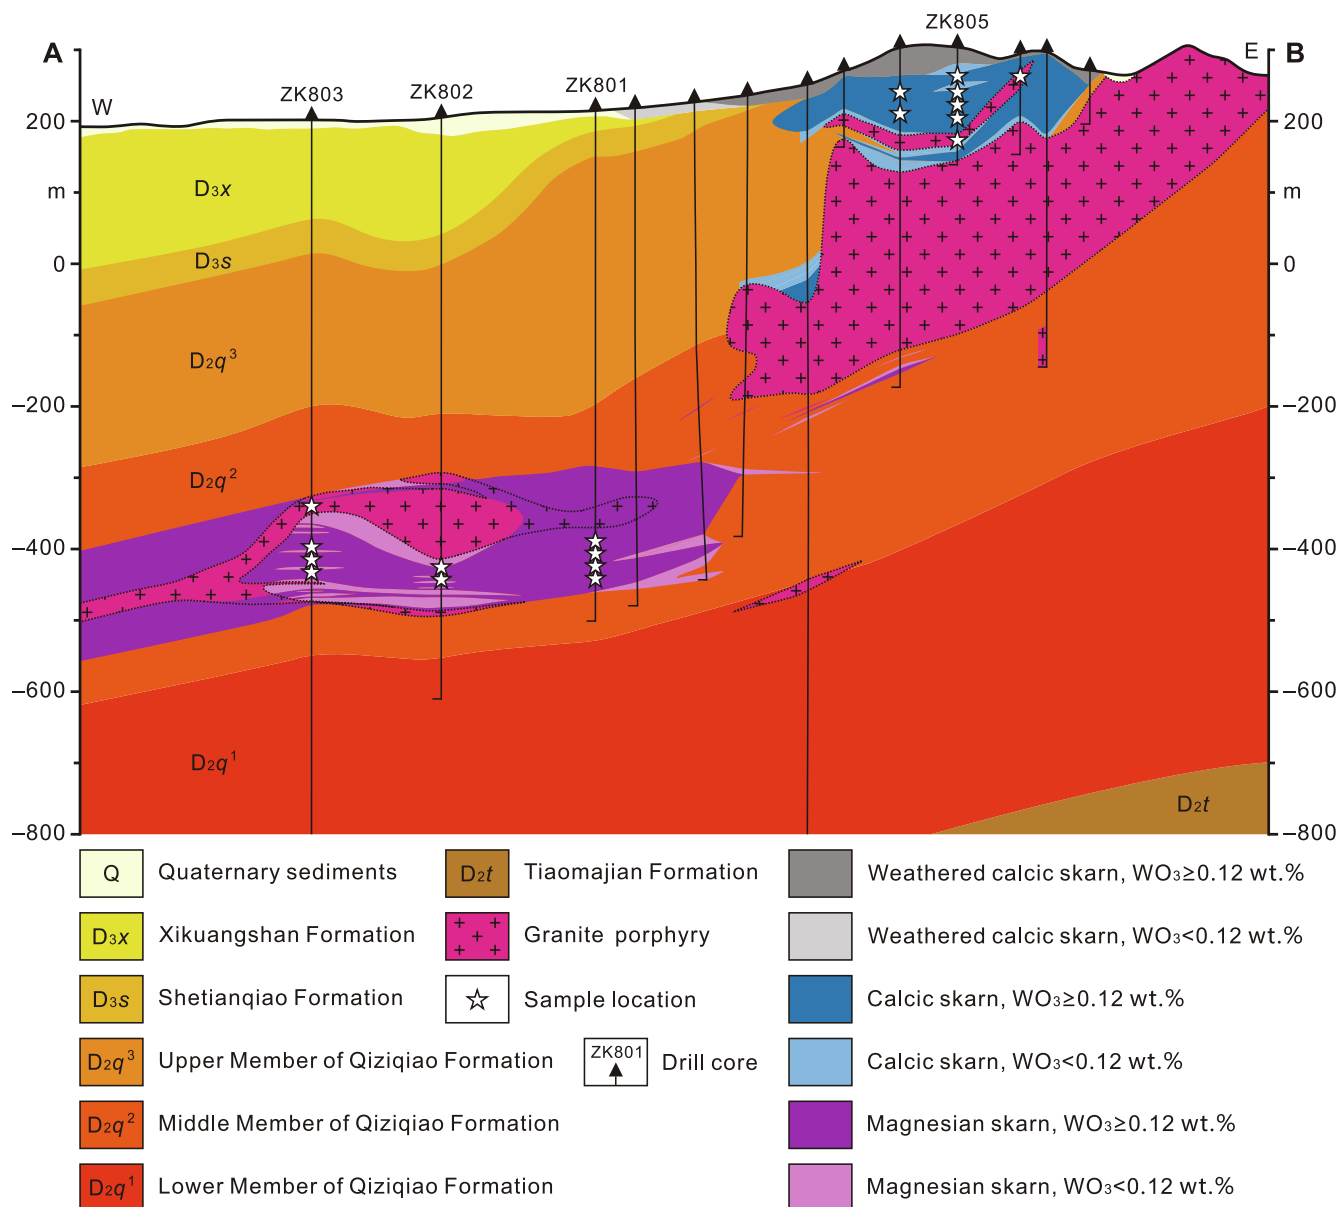 ZK805
A
B
E
W
ZK803
ZK802
ZK801
200
200
D3x
m
m
D3s
0
0
D2q3
–200
–200
D2q2
–400
–400
–600
–600
D2q1
D2t
–800
–800
Q Quaternary sediments
D2t Tiaomajian Formation
Weathered calcic skarn, WO3≥0.12 wt.%
D3x Xikuangshan Formation
Granite porphyry
Weathered calcic skarn, WO3<0.12 wt.%
D3s Shetianqiao Formation
Sample location
Calcic skarn, WO3≥0.12 wt.%
D2q3 Upper Member of Qiziqiao Formation
ZK801 Drill core
Calcic skarn, WO3<0.12 wt.%
D2q2 Middle Member of Qiziqiao Formation
Magnesian skarn, WO3≥0.12 wt.%
D2q1 Lower Member of Qiziqiao Formation
Magnesian skarn, WO3<0.12 wt.%